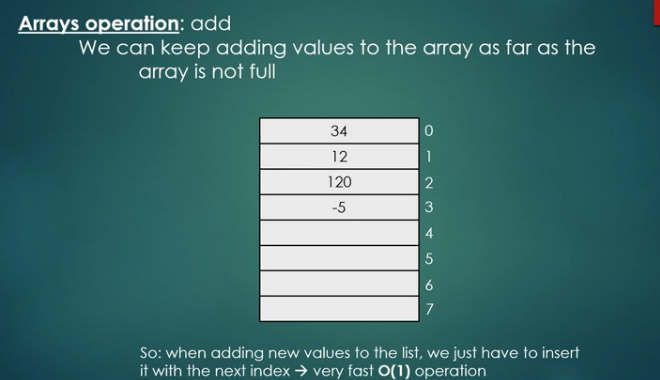 Arrays operation: add
We can keep adding values to the array as far as the
array is not full
34 0
12 1
120 2
-5 3
4
5
6
7
So: when adding new values to the list, we just have to insert
it with the next index → very fast O(1) operation